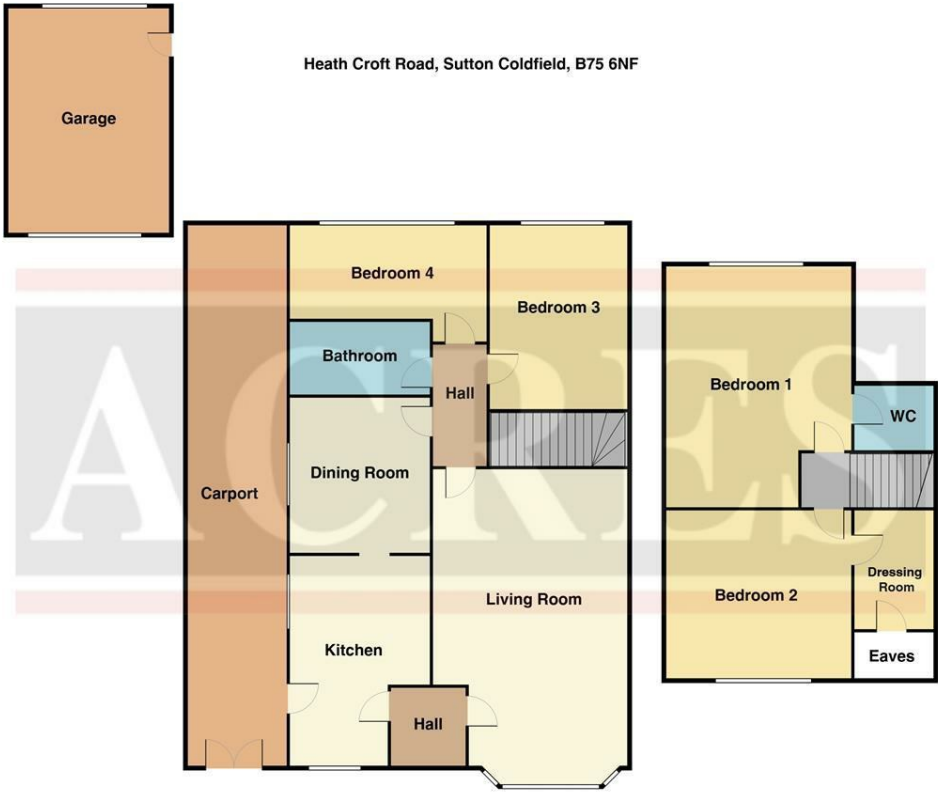 Heath Croft Road, Sutton Coldfield, B75 6NF
Garage
Bedroom 4
Bedroom 3
Bathroom
Hall
Dining Room
Carport
Living Room
Kitchen
Hall
Bedroom 1
WC
Bedroom 2
Dressing
Room
Eaves
ACRES